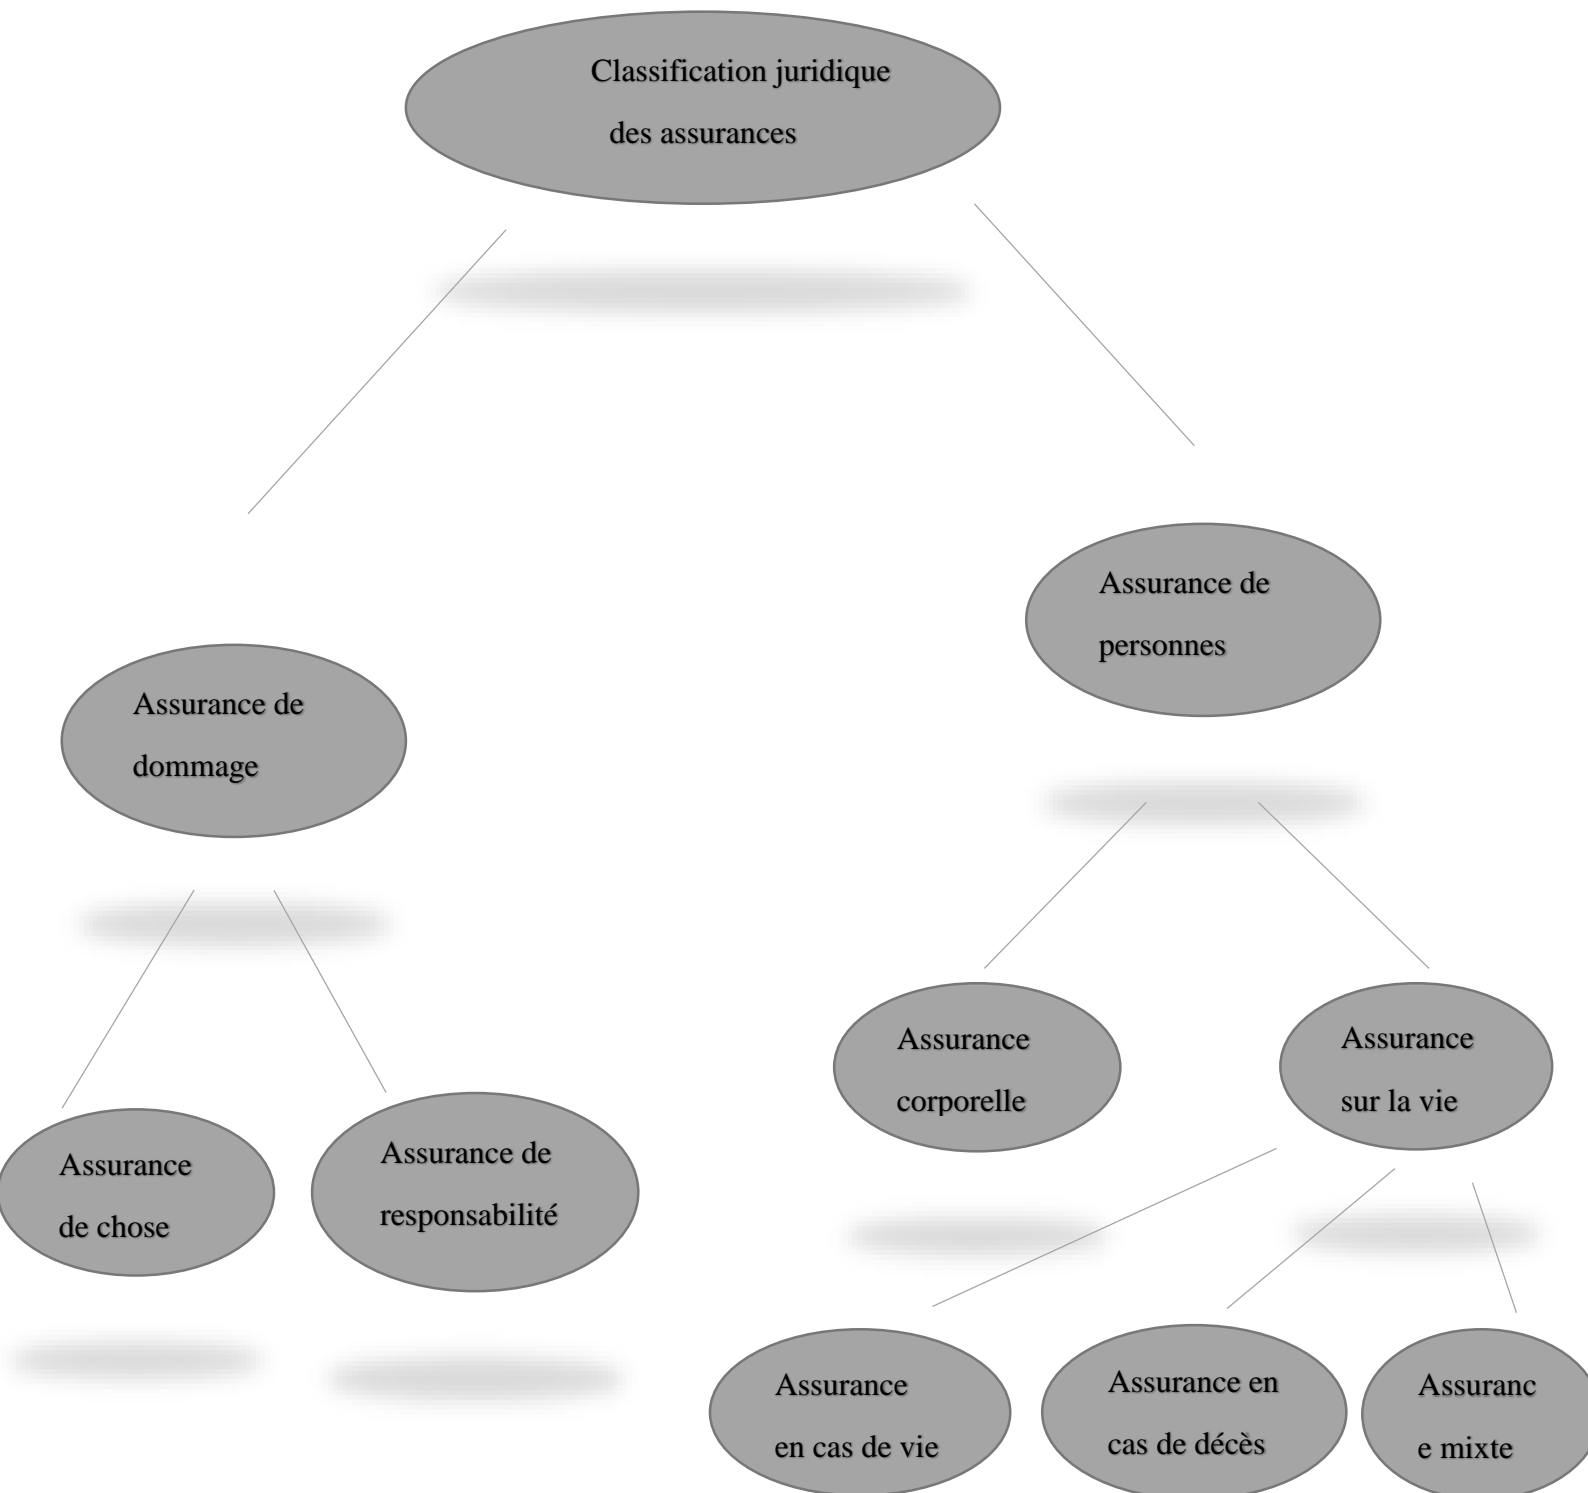 Classification juridique
des assurances
Assurance de
personnes
Assurance de
dommage
Assurance
corporelle
Assurance
sur la vie
Assurance
de chose
Assurance de
responsabilité
Assurance
en cas de vie
Assurance en
cas de décès
Assuranc
e mixte